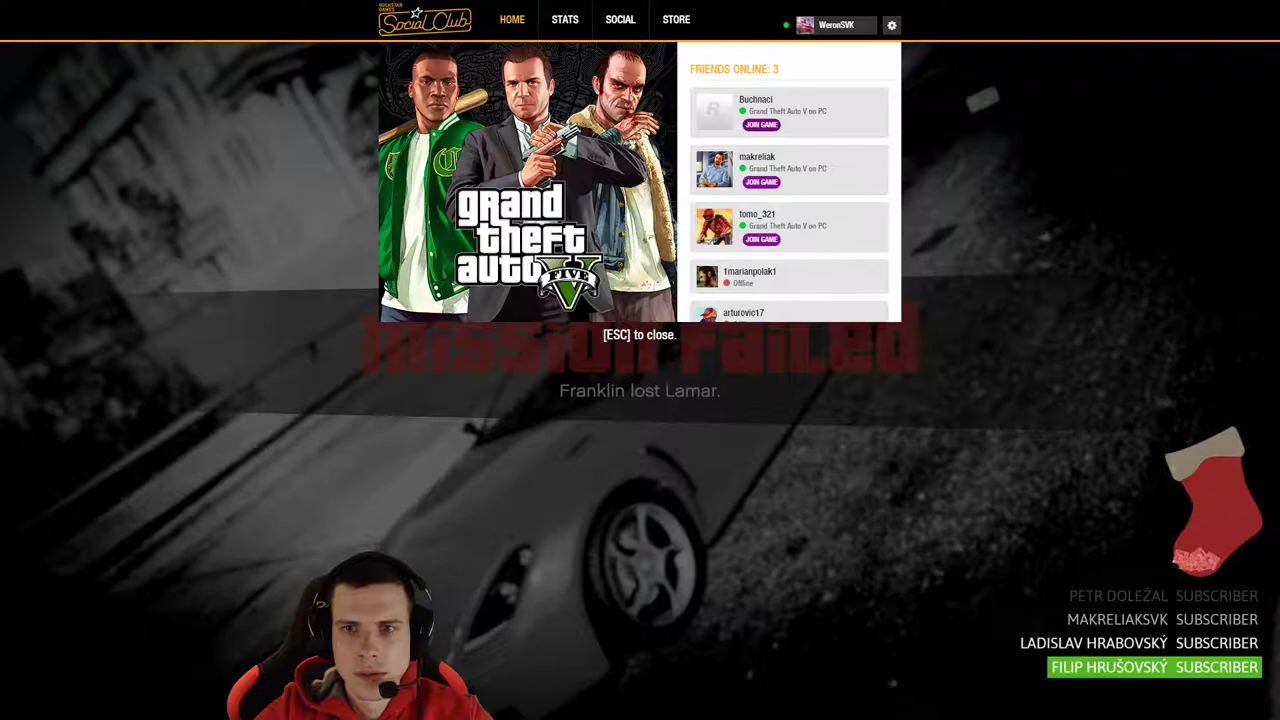 ROCKSTAR
GAMES
Social Club
HOME
STATS
SOCIAL
STORE
WeronSVK
grand
theft
auto
FIVE
FRIENDS ONLINE: 3
Buchnaci
Grand Theft Auto V on PC
JOIN GAME
makreliak
Grand Theft Auto V on PC
JOIN GAME
tomo_321
Grand Theft Auto V on PC
JOIN GAME
1marianpolak1
Offline
arturovic17
[ESC] to close.
mission failed
Franklin lost Lamar.
PETR DOLEŽAL SUBSCRIBER
MAKRELIAKSVK SUBSCRIBER
LADISLAV HRABOVSKÝ SUBSCRIBER
FILIP HRUŠOVSKÝ SUBSCRIBER